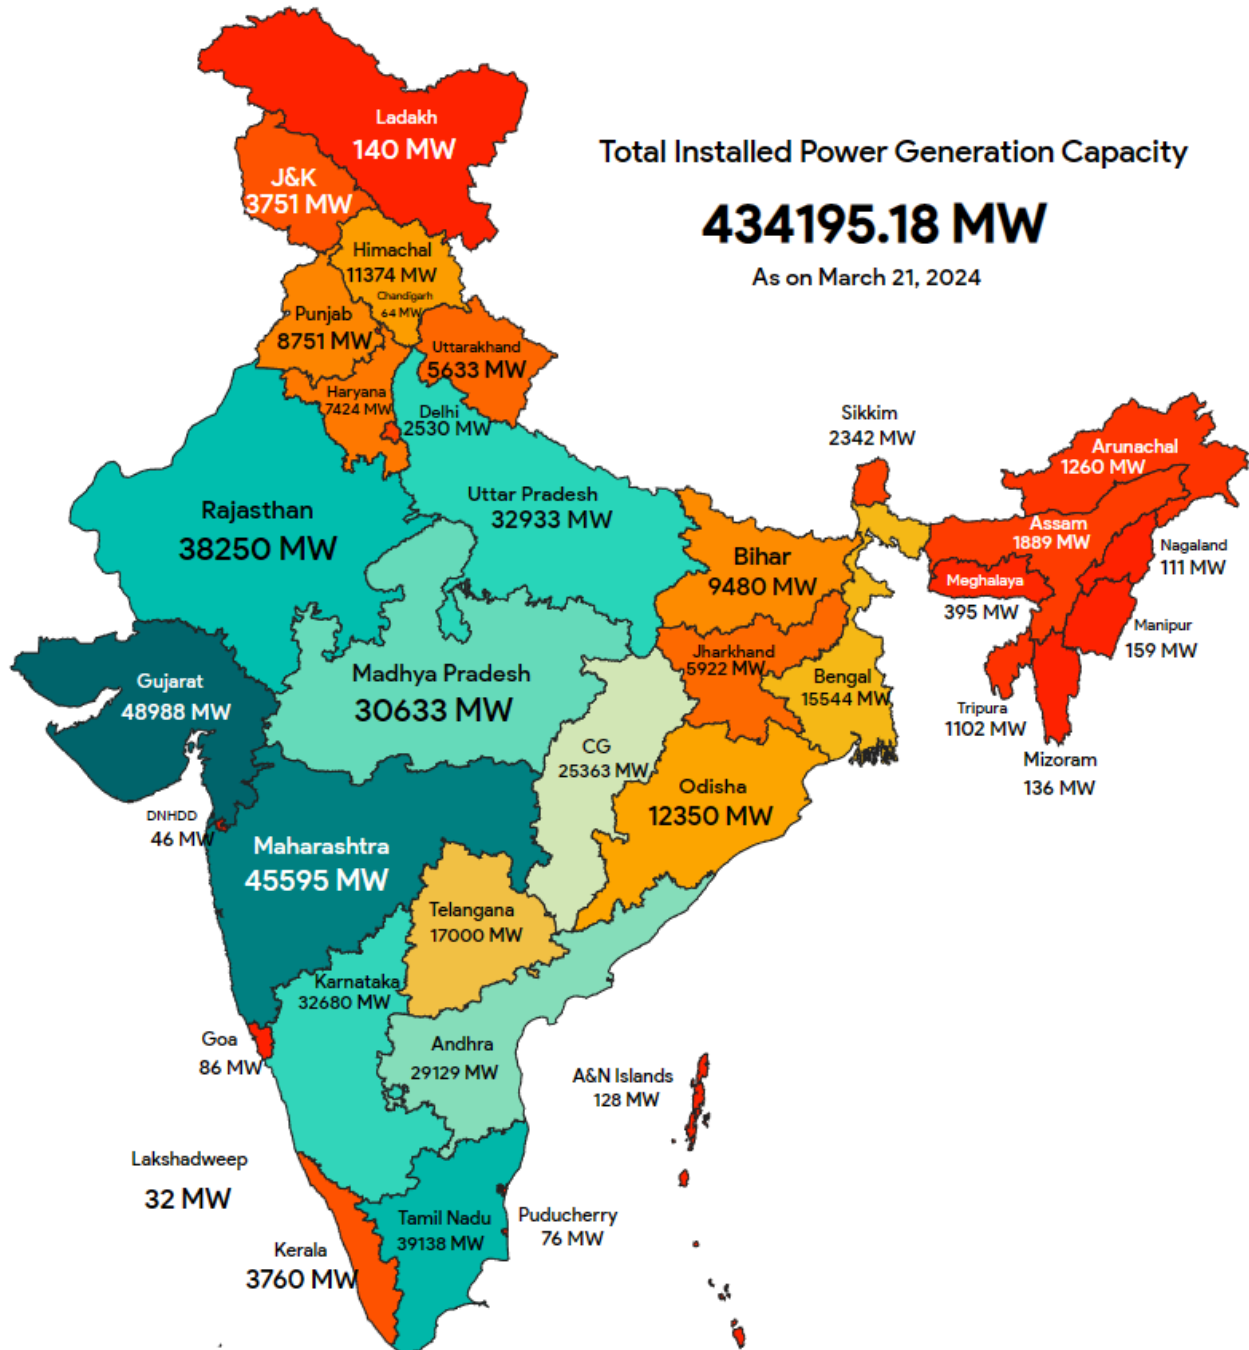 Ladakh
140 MW
Total Installed Power Generation Capacity
434195.18 MW
As on March 21, 2024
J&K
3751 MW
Himachal
11374 MW
Chandigarh
64 MW
Punjab
8751 MW
Uttarakhand
5633 MW
Haryana
7424 MW
Delhi
2530 MW
Sikkim
2342 MW
Arunachal
1260 MW
Rajasthan
38250 MW
Uttar Pradesh
32933 MW
Assam
1889 MW
Nagaland
111 MW
Bihar
9480 MW
Meghalaya
395 MW
Manipur
159 MW
Jharkhand
5922 MW
Gujarat
48988 MW
Madhya Pradesh
30633 MW
Bengal
15544 MW
Tripura
1102 MW
Mizoram
136 MW
CG
25363 MW
Odisha
12350 MW
DNHDD
46 MW
Maharashtra
45595 MW
Telangana
17000 MW
Karnataka
32680 MW
Goa
86 MW
Andhra
29129 MW
A&N Islands
128 MW
Lakshadweep
32 MW
Tamil Nadu
39138 MW
Puducherry
76 MW
Kerala
3760 MW